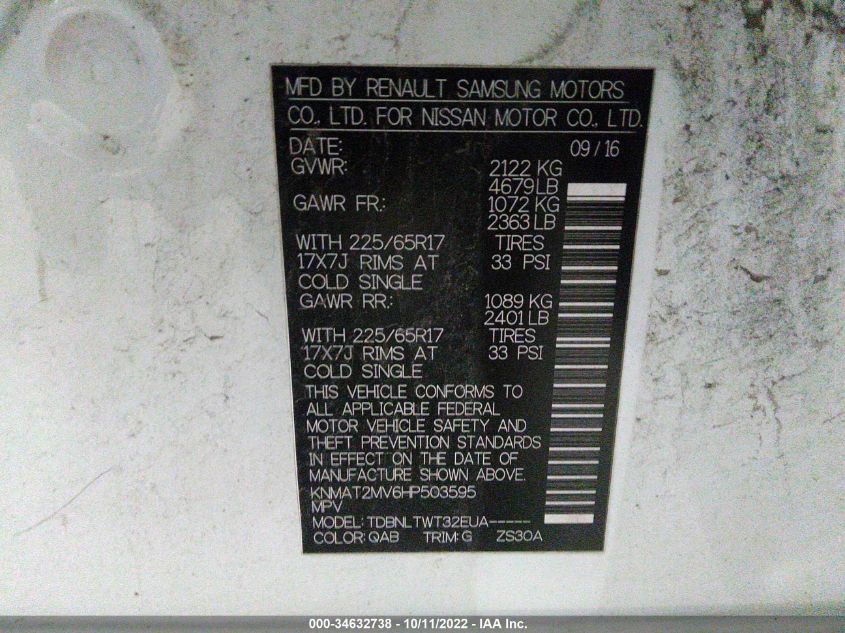 MFD BY RENAULT SAMSUNG MOTORS
CO., LTD. FOR NISSAN MOTOR CO., LTD.
DATE: 09/16
GVWR: 2122 KG
4679 LB
GAWR FR.: 1072 KG
2363 LB
WITH 225/65R17 TIRES
17X7J RIMS AT 33 PSI
COLD SINGLE
GAWR RR.: 1089 KG
2401 LB
WITH 225/65R17 TIRES
17X7J RIMS AT 33 PSI
COLD SINGLE
THIS VEHICLE CONFORMS TO
ALL APPLICABLE FEDERAL
MOTOR VEHICLE SAFETY AND
THEFT PREVENTION STANDARDS
IN EFFECT ON THE DATE OF
MANUFACTURE SHOWN ABOVE.
KNMAT2MV6HP503595
MPV
MODEL: TDBNLTWT32EUA-----
COLOR: QAB TRIM: G ZS30A
000-34632738 - 10/11/2022 - IAA Inc.